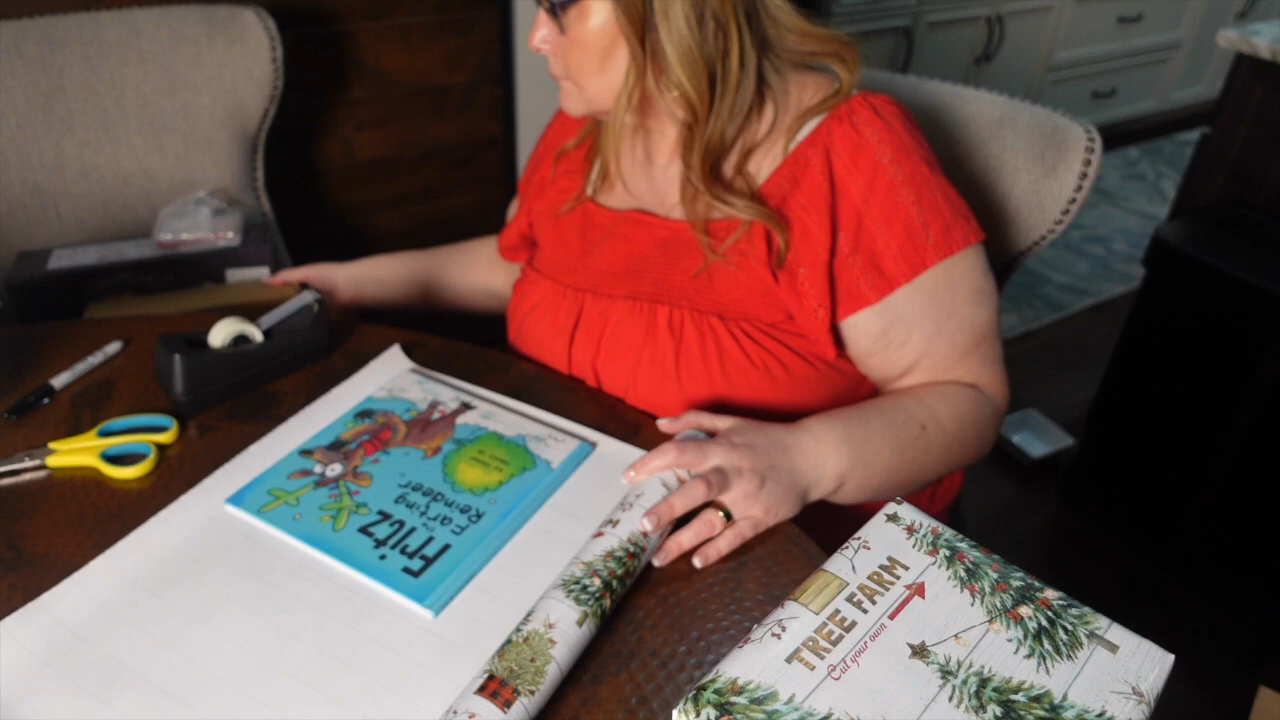 Fritz
the
Farting
Reindeer
TREE FARM
Cut your own